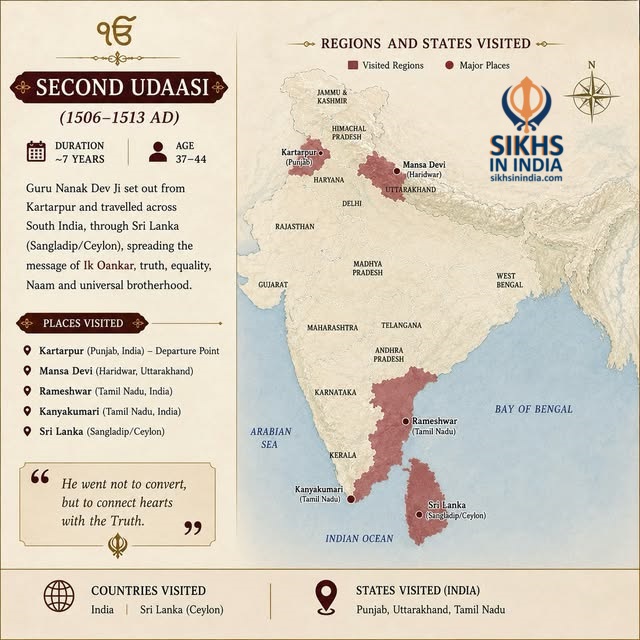 ੴ
SECOND UDAASI
(1506–1513 AD)
DURATION
~7 YEARS
AGE
37–44
Guru Nanak Dev Ji set out from
Kartarpur and travelled across
South India, through Sri Lanka
(Sangladip/Ceylon), spreading the
message of Ik Oankar, truth, equality,
Naam and universal brotherhood.
PLACES VISITED
Kartarpur (Punjab, India) – Departure Point
Mansa Devi (Haridwar, Uttarakhand)
Rameshwar (Tamil Nadu, India)
Kanyakumari (Tamil Nadu, India)
Sri Lanka (Sangladip/Ceylon)
“ He went not to convert,
but to connect hearts
with the Truth. ”
REGIONS AND STATES VISITED
Visited Regions
Major Places
N
SIKHS
IN INDIA
sikhsinindia.com
JAMMU &
KASHMIR
HIMACHAL
PRADESH
Kartarpur
(Punjab)
Mansa Devi
(Haridwar)
HARYANA
UTTARAKHAND
DELHI
RAJASTHAN
MADHYA
PRADESH
WEST
BENGAL
GUJARAT
MAHARASHTRA
TELANGANA
ANDHRA
PRADESH
KARNATAKA
BAY OF BENGAL
Rameshwar
(Tamil Nadu)
ARABIAN
SEA
KERALA
Kanyakumari
(Tamil Nadu)
Sri Lanka
(Sangladip/Ceylon)
INDIAN OCEAN
COUNTRIES VISITED
India | Sri Lanka (Ceylon)
STATES VISITED (INDIA)
Punjab, Uttarakhand, Tamil Nadu